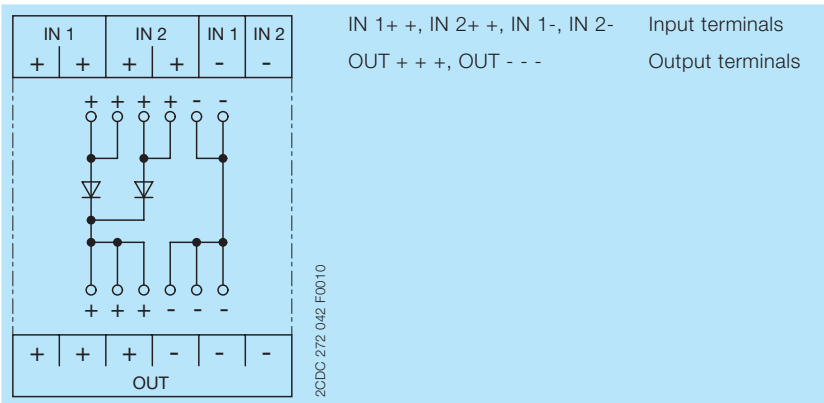 IN 1 IN 2 IN 1 IN 2
+ + + + - -
+ + + + - -
+ + + - - -
+ + + - - -
OUT
2CDC 272 042 F0010
IN 1+ +, IN 2+ +, IN 1-, IN 2- Input terminals
OUT + + +, OUT - - - Output terminals